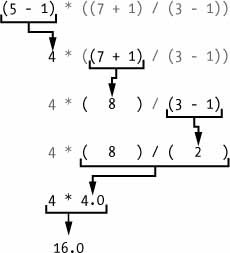 (5 - 1) * ((7 + 1) / (3 - 1))
4 * ((7 + 1) / (3 - 1))
4 * ( 8 ) / (3 - 1)
4 * ( 8 ) / ( 2 )
4 * 4.0
16.0